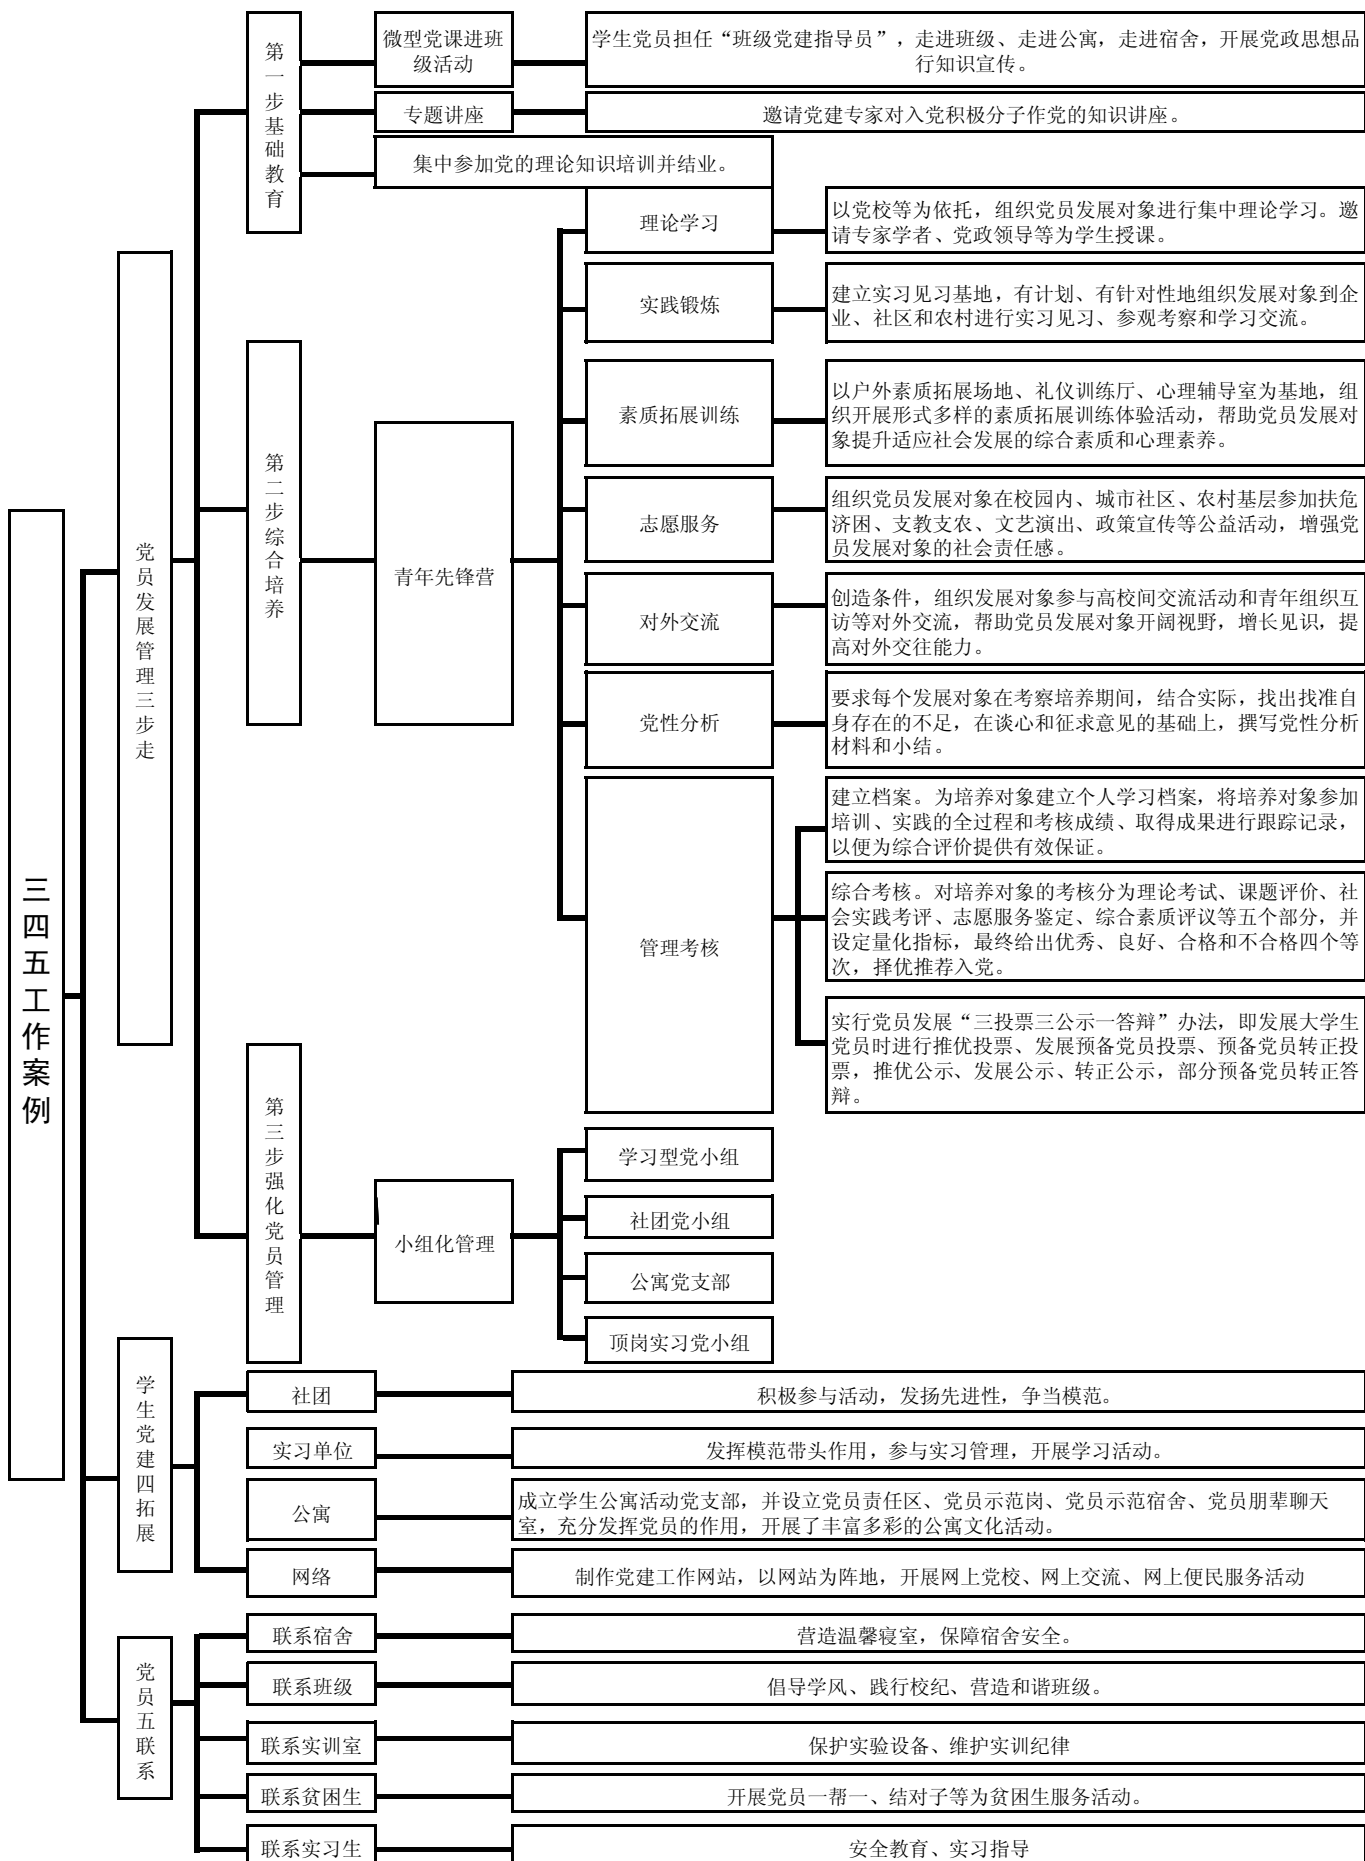 三四五工作案例
党员发展管理三步走
第一步基础教育
微型党课进班
级活动
学生党员担任“班级党建指导员”，走进班级、走进公寓，走进宿舍，开展党政思想品
行知识宣传。
专题讲座
邀请党建专家对入党积极分子作党的知识讲座。
集中参加党的理论知识培训并结业。
第二步综合培养
青年先锋营
理论学习
以党校等为依托，组织党员发展对象进行集中理论学习。邀
请专家学者、党政领导等为学生授课。
实践锻炼
建立实习见习基地，有计划、有针对性地组织发展对象到企
业、社区和农村进行实习见习、参观考察和学习交流。
素质拓展训练
以户外素质拓展场地、礼仪训练厅、心理辅导室为基地，组
织开展形式多样的素质拓展训练体验活动，帮助党员发展对
象提升适应社会发展的综合素质和心理素养。
志愿服务
组织党员发展对象在校园内、城市社区、农村基层参加扶危
济困、支教支农、文艺演出、政策宣传等公益活动，增强党
员发展对象的社会责任感。
对外交流
创造条件，组织发展对象参与高校间交流活动和青年组织互
访等对外交流，帮助党员发展对象开阔视野，增长见识，提
高对外交往能力。
党性分析
要求每个发展对象在考察培养期间，结合实际，找出找准自
身存在的不足，在谈心和征求意见的基础上，撰写党性分析
材料和小结。
管理考核
建立档案。为培养对象建立个人学习档案，将培养对象参加
培训、实践的全过程和考核成绩、取得成果进行跟踪记录，
以便为综合评价提供有效保证。
综合考核。对培养对象的考核分为理论考试、课题评价、社
会实践考评、志愿服务鉴定、综合素质评议等五个部分，并
设定量化指标，最终给出优秀、良好、合格和不合格四个等
次，择优推荐入党。
实行党员发展“三投票三公示一答辩”办法，即发展大学生
党员时进行推优投票、发展预备党员投票、预备党员转正投
票，推优公示、发展公示、转正公示，部分预备党员转正答
辩。
第三步强化党员管理
小组化管理
学习型党小组
社团党小组
公寓党支部
顶岗实习党小组
学生党建四拓展
社团
积极参与活动，发扬先进性，争当模范。
实习单位
发挥模范带头作用，参与实习管理，开展学习活动。
公寓
成立学生公寓活动党支部，并设立党员责任区、党员示范岗、党员示范宿舍、党员朋辈聊天
室，充分发挥党员的作用，开展了丰富多彩的公寓文化活动。
网络
制作党建工作网站，以网站为阵地，开展网上党校、网上交流、网上便民服务活动
党员五联系
联系宿舍
营造温馨寝室，保障宿舍安全。
联系班级
倡导学风、践行校纪、营造和谐班级。
联系实训室
保护实验设备、维护实训纪律
联系贫困生
开展党员一帮一、结对子等为贫困生服务活动。
联系实习生
安全教育、实习指导